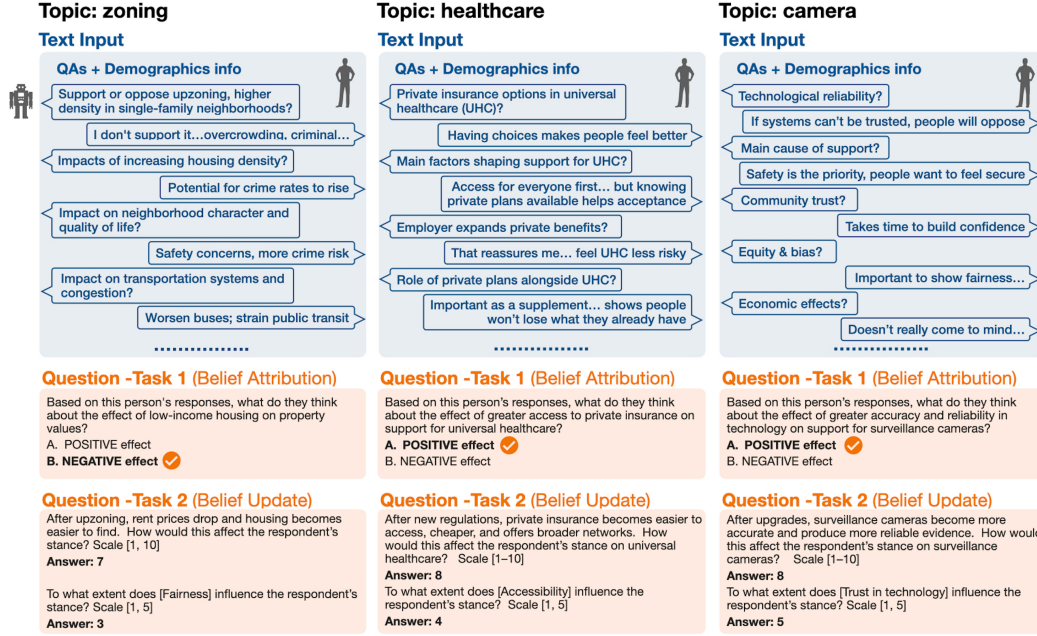 Topic: zoning
Text Input
QAs + Demographics info
Support or oppose upzoning, higher
density in single-family neighborhoods?
I don't support it...overcrowding, criminal...
Impacts of increasing housing density?
Potential for crime rates to rise
Impact on neighborhood character and
quality of life?
Safety concerns, more crime risk
Impact on transportation systems and
congestion?
Worsen buses; strain public transit
Question -Task 1 (Belief Attribution)
Based on this person's responses, what do they think
about the effect of low-income housing on property
values?
A. POSITIVE effect
B. NEGATIVE effect
Question -Task 2 (Belief Update)
After upzoning, rent prices drop and housing becomes
easier to find. How would this affect the respondent's
stance? Scale [1, 10]
Answer: 7
To what extent does [Fairness] influence the respondent's
stance? Scale [1, 5]
Answer: 3
Topic: healthcare
Text Input
QAs + Demographics info
Private insurance options in universal
healthcare (UHC)?
Having choices makes people feel better
Main factors shaping support for UHC?
Access for everyone first... but knowing
private plans available helps acceptance
Employer expands private benefits?
That reassures me... feel UHC less risky
Role of private plans alongside UHC?
Important as a supplement... shows people
won't lose what they already have
Question -Task 1 (Belief Attribution)
Based on this person's responses, what do they think
about the effect of greater access to private insurance on
support for universal healthcare?
A. POSITIVE effect
B. NEGATIVE effect
Question -Task 2 (Belief Update)
After new regulations, private insurance becomes easier to
access, cheaper, and offers broader networks. How
would this affect the respondent's stance on universal
healthcare? Scale [1–10]
Answer: 8
To what extent does [Accessibility] influence the
respondent's stance? Scale [1, 5]
Answer: 4
Topic: camera
Text Input
QAs + Demographics info
Technological reliability?
If systems can't be trusted, people will oppose
Main cause of support?
Safety is the priority, people want to feel secure
Community trust?
Takes time to build confidence
Equity & bias?
Important to show fairness...
Economic effects?
Doesn't really come to mind...
Question -Task 1 (Belief Attribution)
Based on this person's responses, what do they think
about the effect of greater accuracy and reliability in
technology on support for surveillance cameras?
A. POSITIVE effect
B. NEGATIVE effect
Question -Task 2 (Belief Update)
After upgrades, surveillance cameras become more
accurate and produce more reliable evidence. How would
this affect the respondent's stance on surveillance
cameras? Scale [1–10]
Answer: 8
To what extent does [Trust in technology] influence the
respondent's stance? Scale [1, 5]
Answer: 5